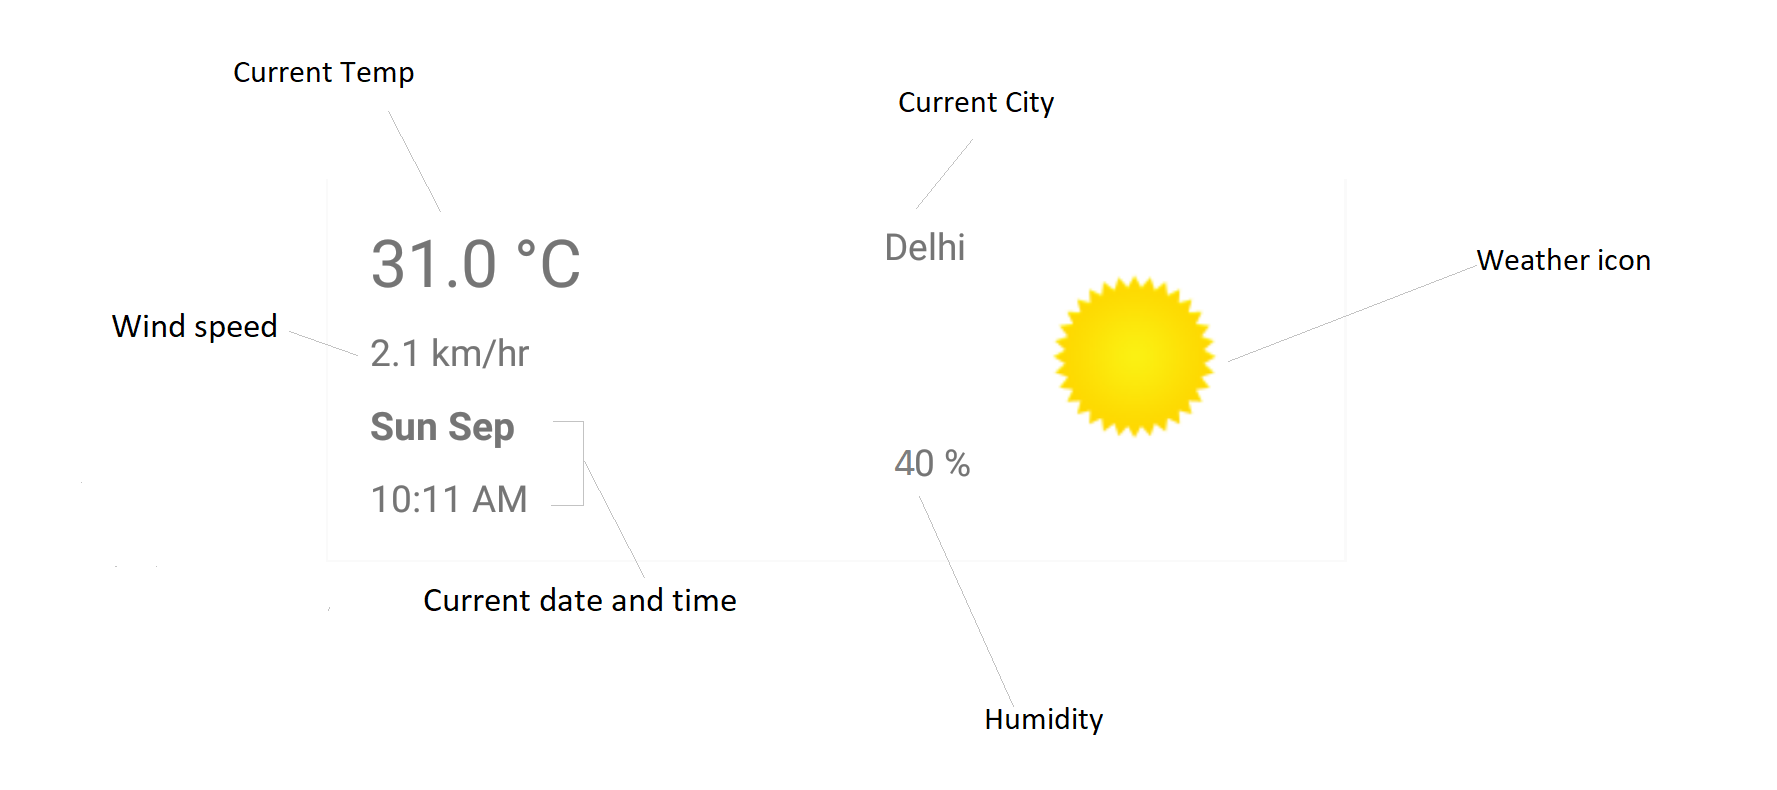 Current Temp
Current City
31.0 °C
Delhi
Weather icon
Wind speed
2.1 km/hr
Sun Sep
40 %
10:11 AM
Current date and time
Humidity